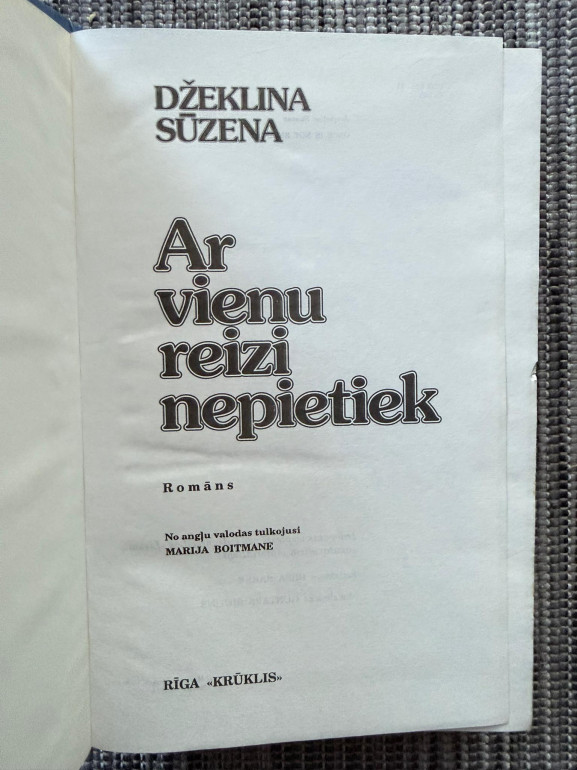 DŽEKLINA
SŪZENA
Ar
vienu
reizi
nepietiek
Romāns
No angļu valodas tulkojusi
MARIJA BOITMANE
RĪGA «KRŪKLIS»